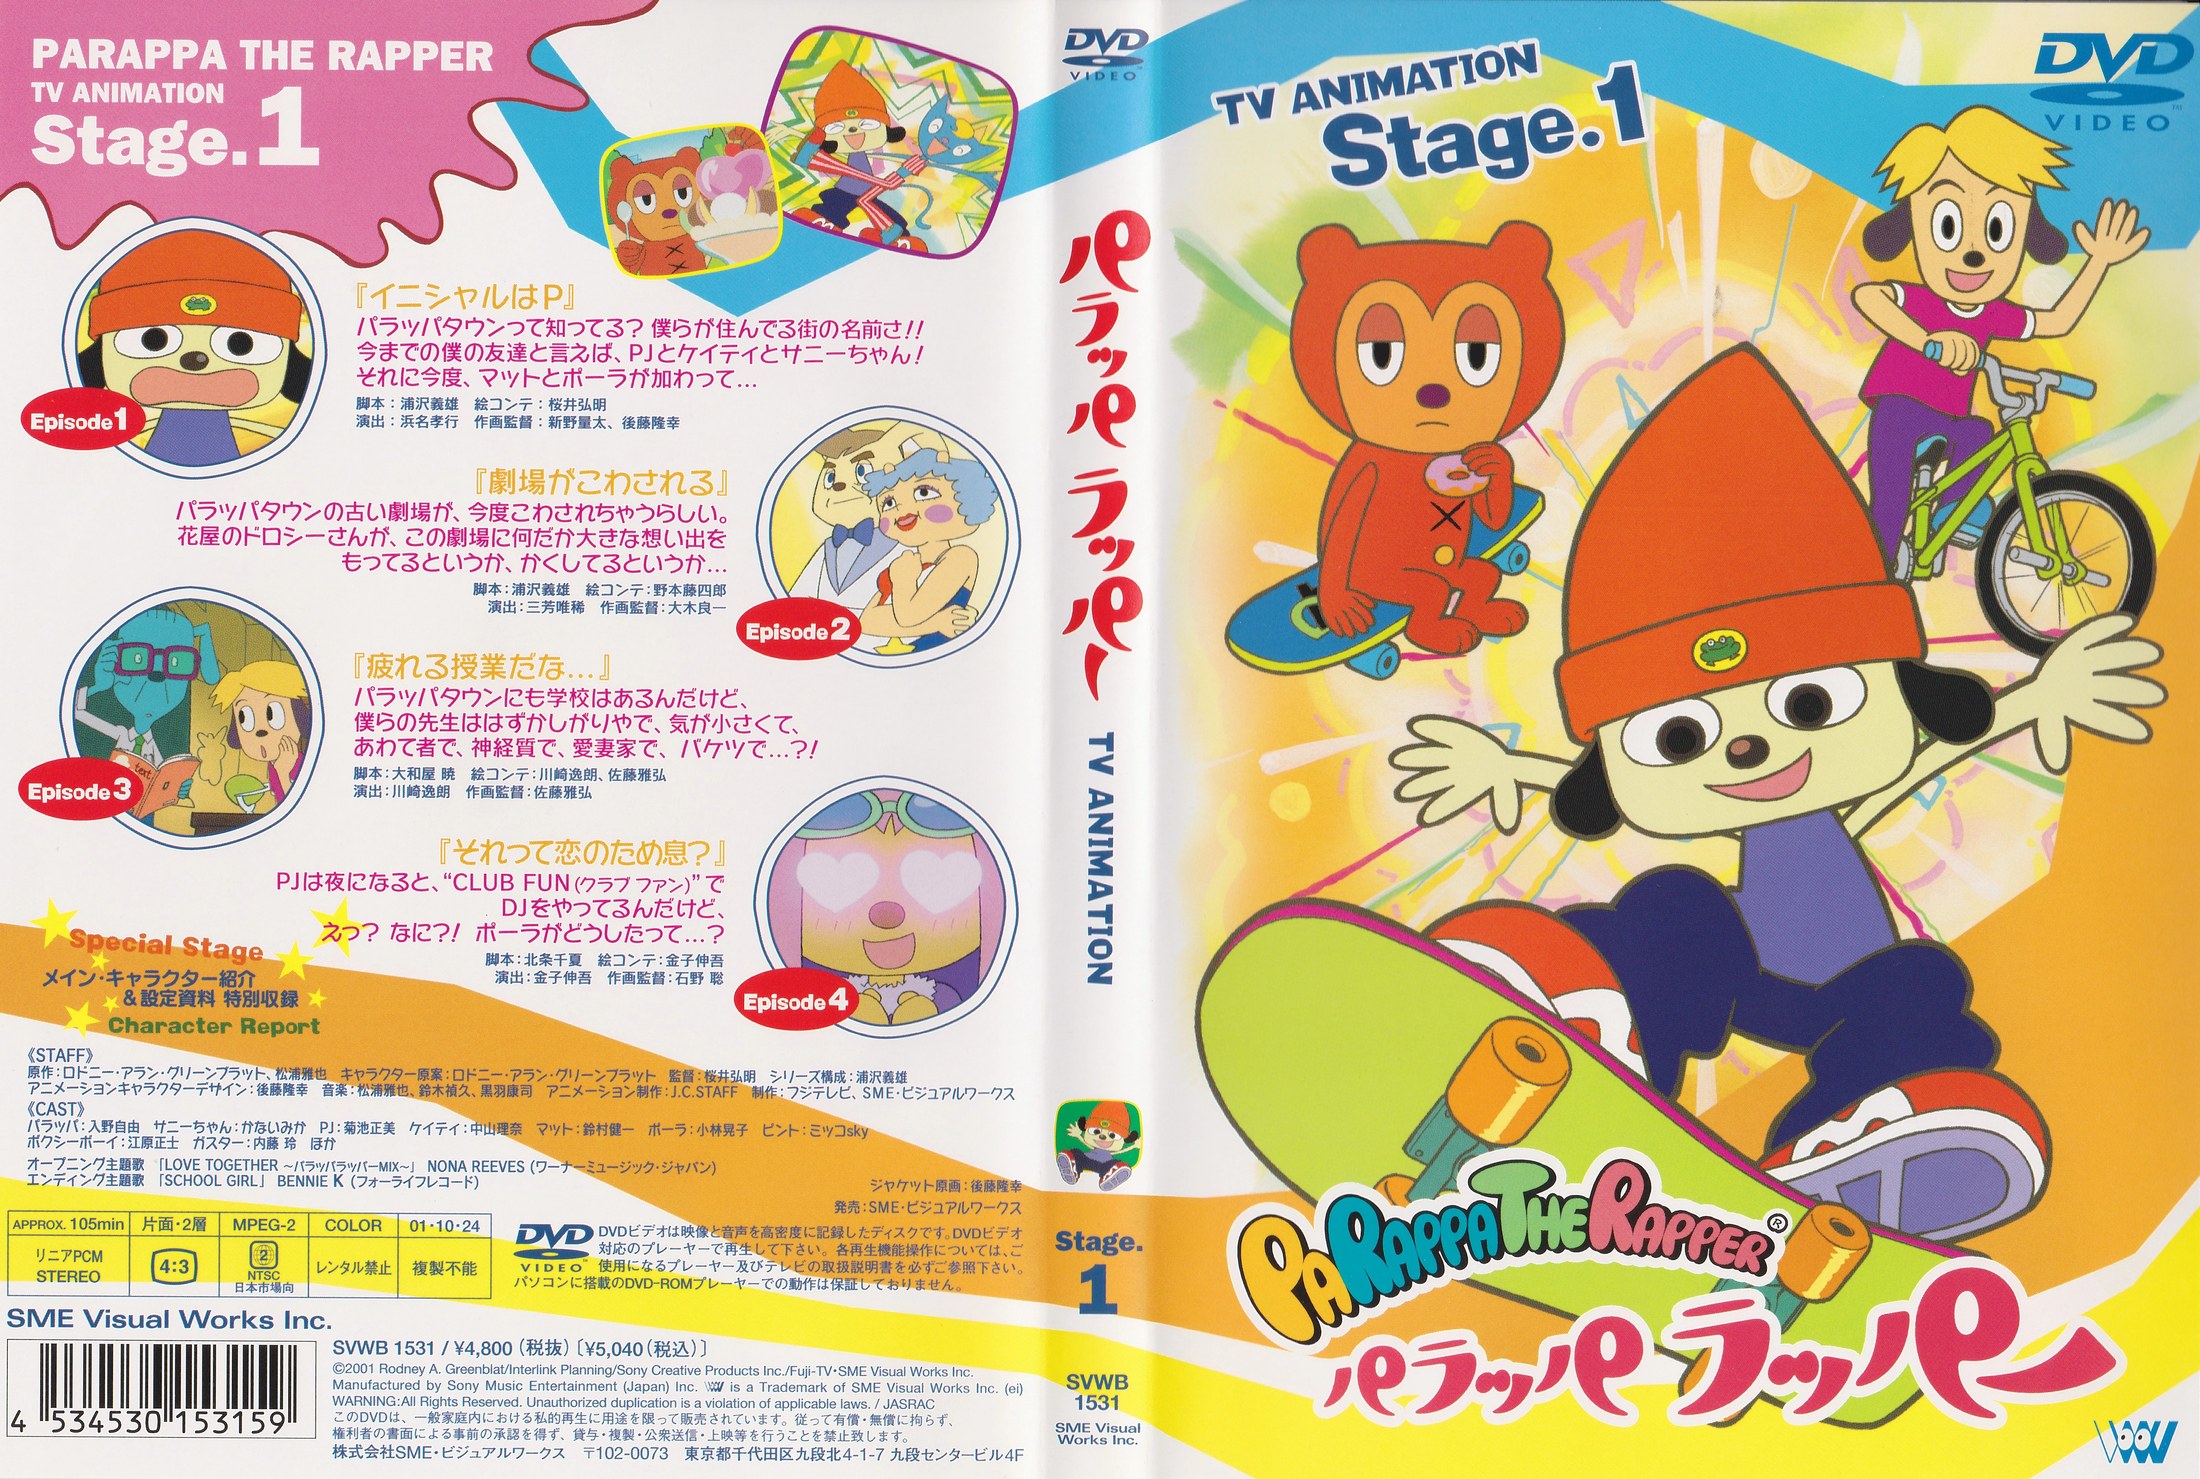 PARAPPA THE RAPPER
TV ANIMATION
Stage.1
『イニシャルはP』
パラッパタウンって知ってる? 僕らが住んでる街の名前さ!!
今までの僕の友達と言えば、PJとケイティとサニーちゃん!
それに今度、マットとポーラが加わって…
脚本：浦沢義雄　絵コンテ：桜井弘明
演出：浜名孝行　作画監督：新野量太、後藤隆幸
Episode1
『劇場がこわされる』
パラッパタウンの古い劇場が、今度こわされちゃうらしい。
花屋のドロシーさんが、この劇場に何だか大きな想い出を
もってるというか、かくしてるというか…
脚本：浦沢義雄　絵コンテ：野本藤四郎
演出：三芳唯稀　作画監督：大木良一
Episode2
『疲れる授業だな…』
パラッパタウンにも学校はあるんだけど、
僕らの先生ははずかしがりやで、気が小さくて、
あわて者で、神経質で、愛妻家で、バケツで…?!
脚本：大和屋 暁　絵コンテ：川崎逸朗、佐藤雅弘
演出：川崎逸朗　作画監督：佐藤雅弘
text
Episode3
『それって恋のため息?』
PJは夜になると、“CLUB FUN(クラブ ファン)”で
DJをやってるんだけど、
えっ? なに?! ポーラがどうしたって…?
脚本：北条千夏　絵コンテ：金子伸吾
演出：金子伸吾　作画監督：石野 聡
Episode4
Special Stage
メイン・キャラクター紹介
&設定資料 特別収録
Character Report
《STAFF》
原作：ロドニー・アラン・グリーンブラット、松浦雅也　キャラクター原案：ロドニー・アラン・グリーンブラット　監督：桜井弘明　シリーズ構成：浦沢義雄
アニメーションキャラクターデザイン：後藤隆幸　音楽：松浦雅也、鈴木禎久、黒羽康司　アニメーション制作：J.C.STAFF　制作：フジテレビ、SME・ビジュアルワークス
《CAST》
パラッパ：入野自由　サニーちゃん：かないみか　PJ：菊池正美　ケイティ：中山理奈　マット：鈴村健一　ポーラ：小林晃子　ピント：ミツコsky
ボクシーボーイ：江原正士　ガスター：内藤 玲　ほか
オープニング主題歌　「LOVE TOGETHER ～パラッパラッパーMIX～」 NONA REEVES (ワーナーミュージック・ジャパン)
エンディング主題歌　「SCHOOL GIRL」 BENNIE K (フォーライフレコード)
ジャケット原画：後藤隆幸
発売：SME・ビジュアルワークス
APPROX. 105min 片面・2層 MPEG-2 COLOR 01・10・24
リニアPCM STEREO 4:3 2 NTSC 日本市場向 レンタル禁止 複製不能
DVD VIDEO
DVDビデオは映像と音声を高密度に記録したディスクです。DVDビデオ
対応のプレーヤーで再生して下さい。各再生機能操作については、ご
使用になるプレーヤー及びテレビの取扱説明書を必ずご参照下さい。
パソコンに搭載のDVD-ROMプレーヤーでの動作は保証しておりません。
SME Visual Works Inc.
4 534530 153159
SVWB 1531 / ¥4,800 (税抜) 〔¥5,040(税込)〕
©2001 Rodney A. Greenblat/Interlink Planning/Sony Creative Products Inc./Fuji-TV・SME Visual Works Inc.
Manufactured by Sony Music Entertainment (Japan) Inc. VVV is a Trademark of SME Visual Works Inc. (ei)
WARNING:All Rights Reserved. Unauthorized duplication is a violation of applicable laws. / JASRAC
このDVDは、一般家庭内における私的再生に用途を限って販売されています。従って有償・無償に拘らず、
権利者の書面による事前の承認を得ず、貸与・複製・公衆送信・上映等を行うことを禁止致します。
株式会社SME・ビジュアルワークス　〒102-0073　東京都千代田区九段北4-1-7 九段センタービル4F
DVD
VIDEO
パラッパラッパー
TV ANIMATION
Stage.
1
SVWB
1531
SME Visual
Works Inc.
TV ANIMATION
Stage.1
DVD
VIDEO
PARAPPA THE RAPPER®
パラッパラッパー